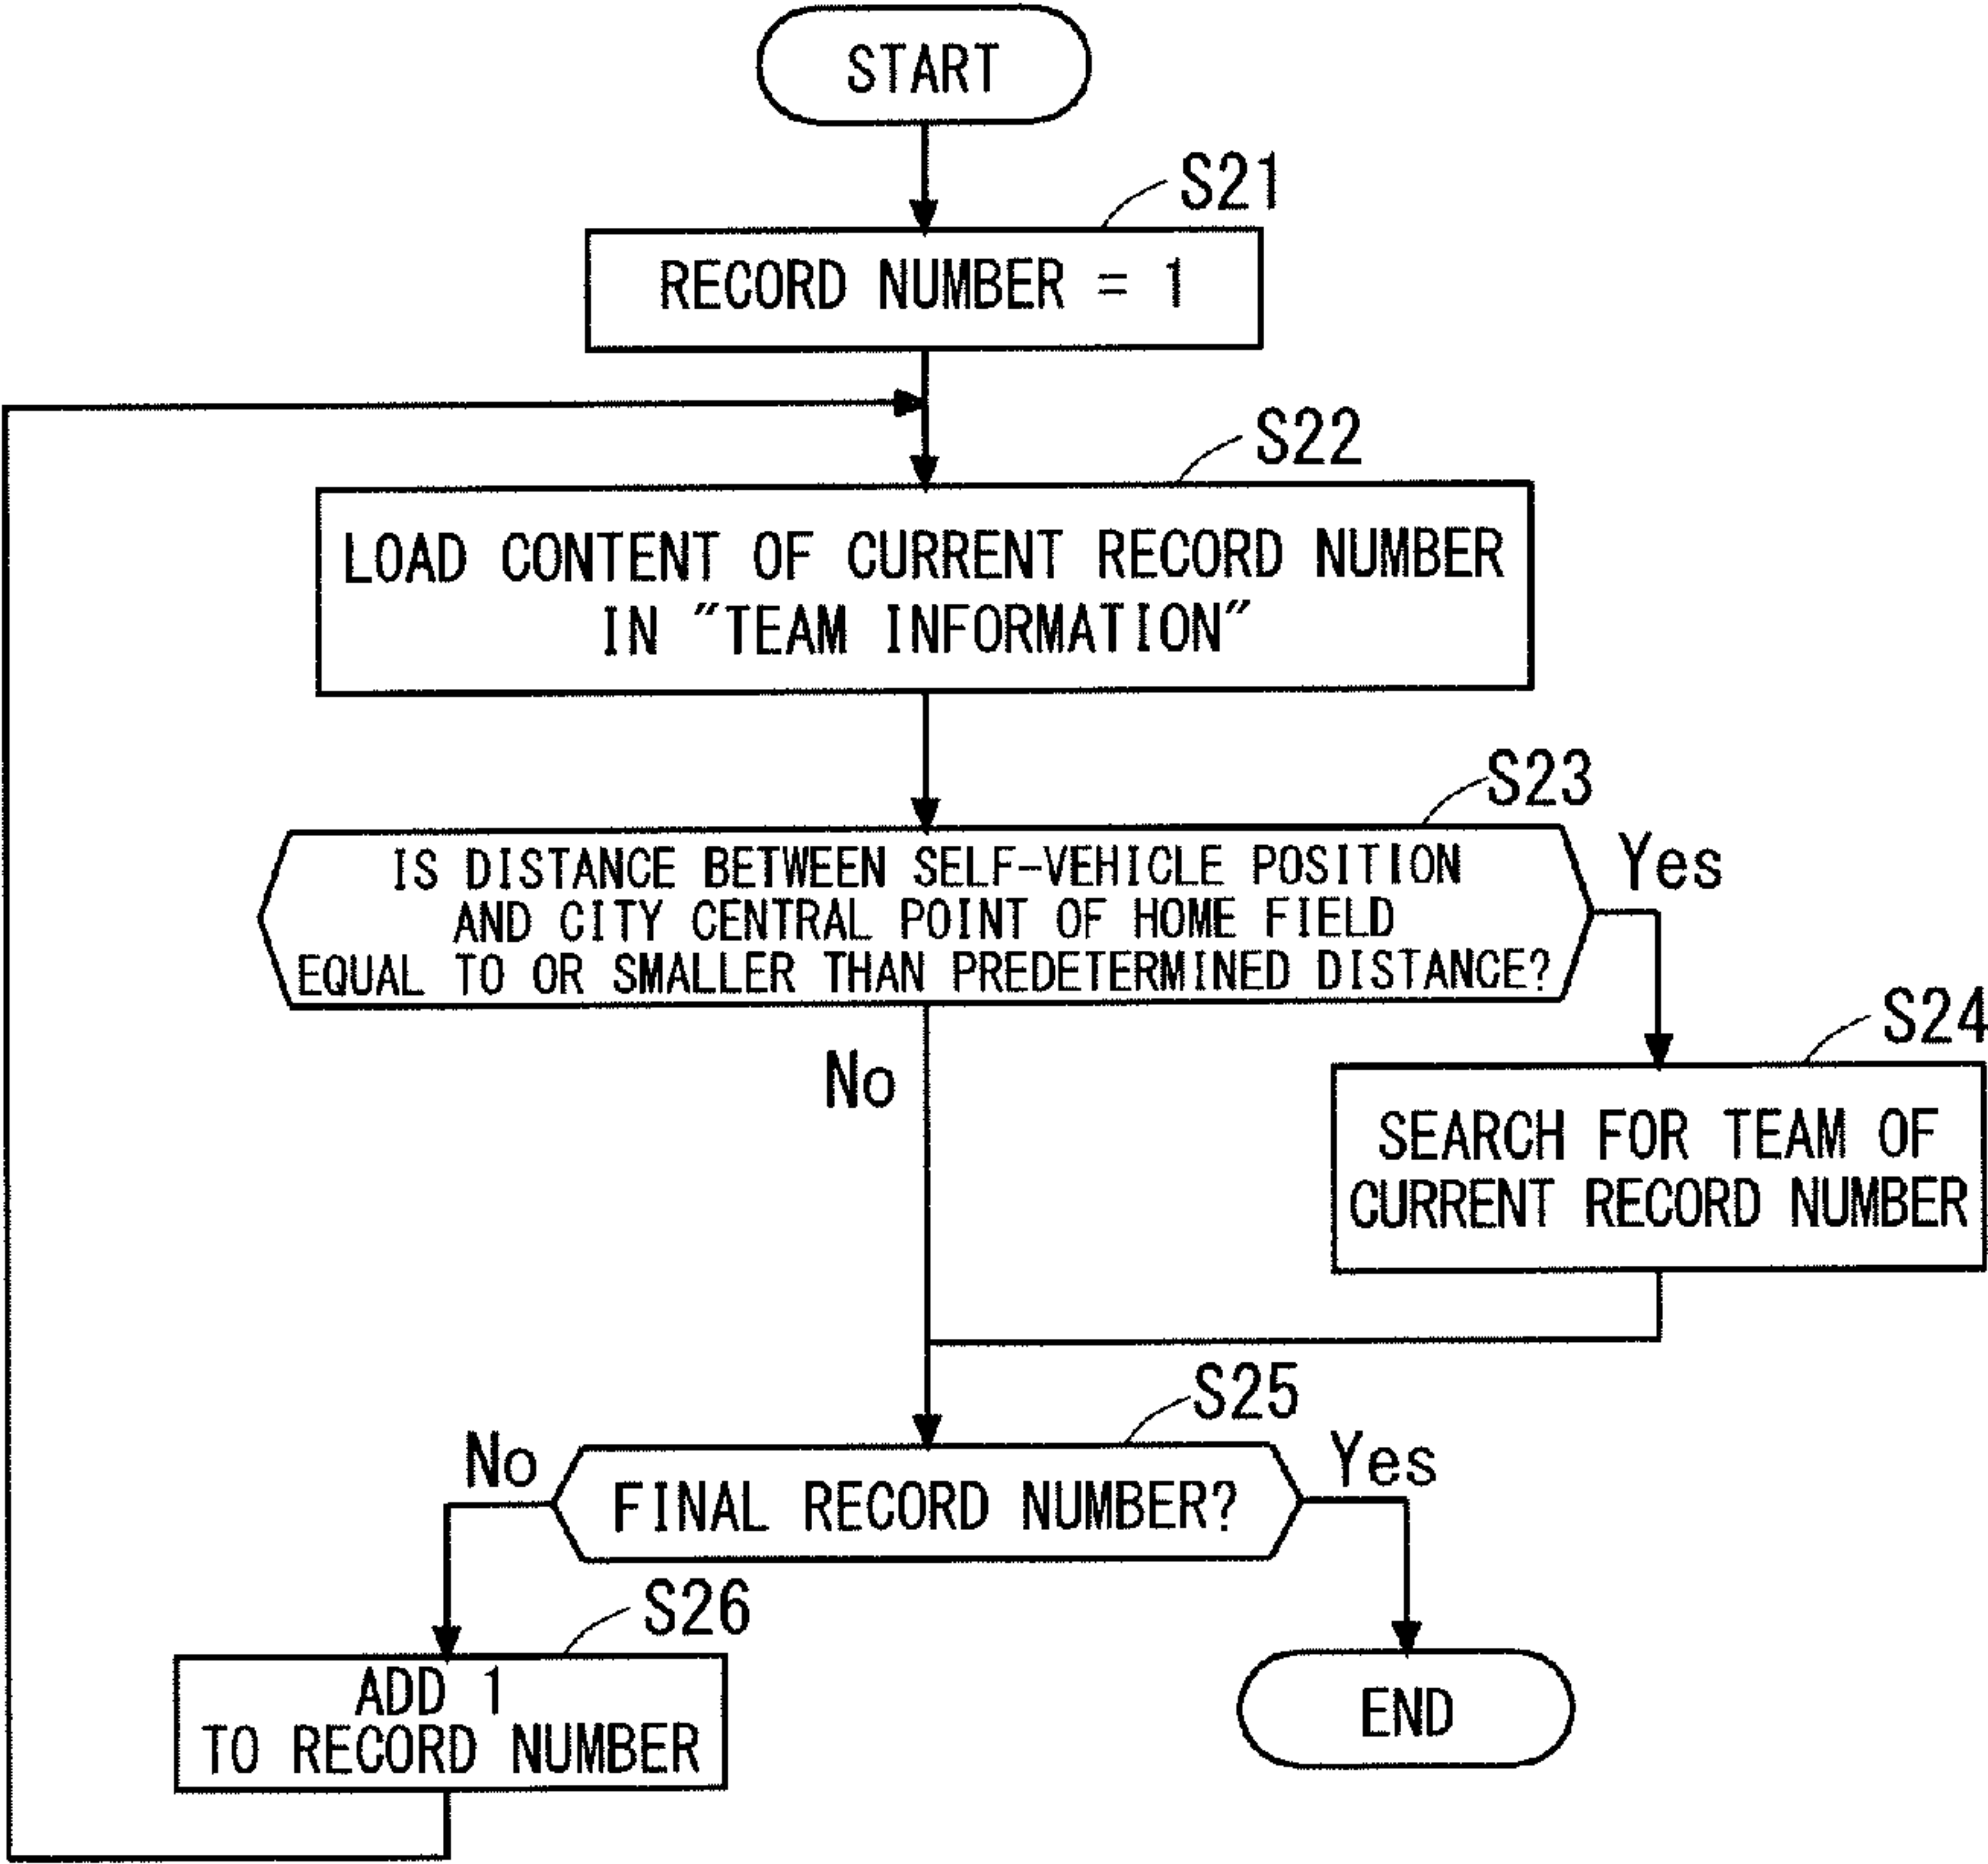 START
S21
RECORD NUMBER = 1
S22
LOAD CONTENT OF CURRENT RECORD NUMBER
IN "TEAM INFORMATION"
S23
IS DISTANCE BETWEEN SELF-VEHICLE POSITION
AND CITY CENTRAL POINT OF HOME FIELD
EQUAL TO OR SMALLER THAN PREDETERMINED DISTANCE?
Yes
No
S24
SEARCH FOR TEAM OF
CURRENT RECORD NUMBER
S25
FINAL RECORD NUMBER?
No
Yes
S26
ADD 1
TO RECORD NUMBER
END